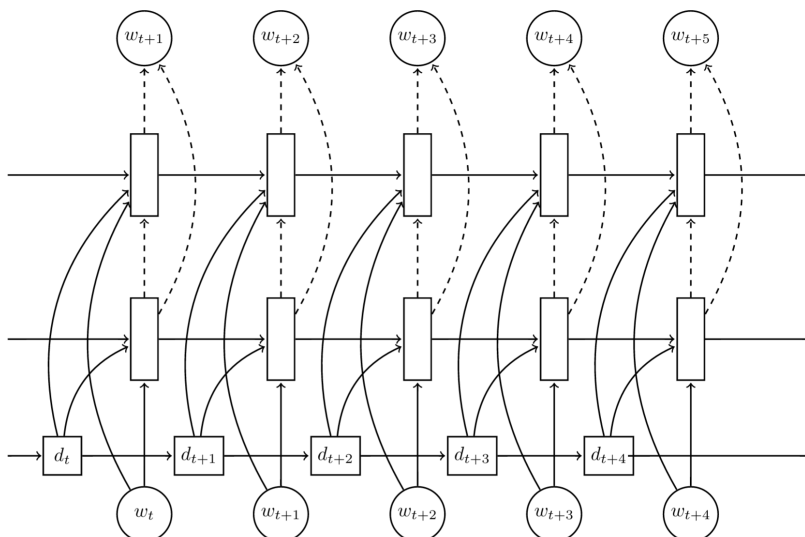 w_{t+1} w_{t+2} w_{t+3} w_{t+4} w_{t+5}
d_t d_{t+1} d_{t+2} d_{t+3} d_{t+4}
w_t w_{t+1} w_{t+2} w_{t+3} w_{t+4}